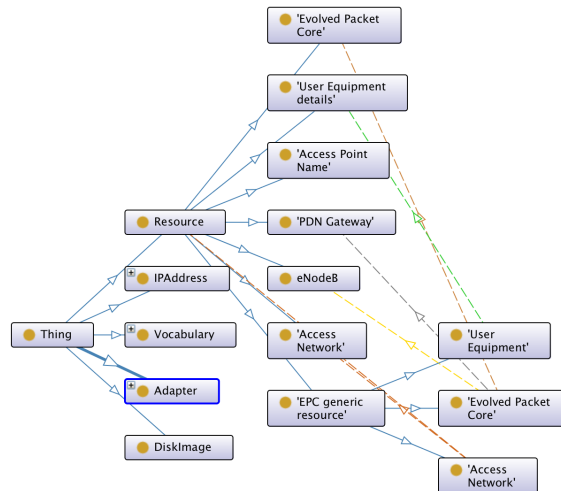 'Evolved Packet
Core'
'User Equipment
details'
'Access Point
Name'
Resource
'PDN Gateway'
IPAddress
eNodeB
Thing
Vocabulary
'Access
Network'
'User
Equipment'
Adapter
'EPC generic
resource'
'Evolved Packet
Core'
DiskImage
'Access
Network'